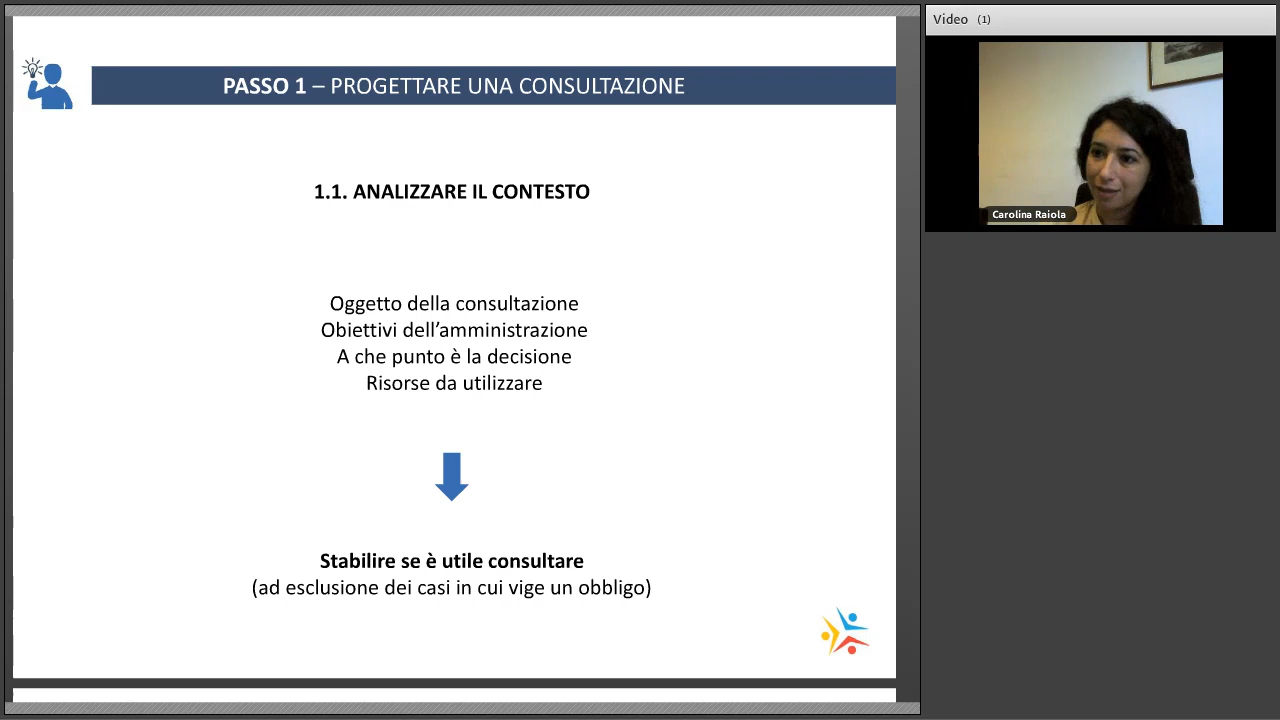 PASSO 1 – PROGETTARE UNA CONSULTAZIONE
1.1. ANALIZZARE IL CONTESTO
Oggetto della consultazione
Obiettivi dell’amministrazione
A che punto è la decisione
Risorse da utilizzare
Stabilire se è utile consultare
(ad esclusione dei casi in cui vige un obbligo)
Video (1)
Carolina Raiola